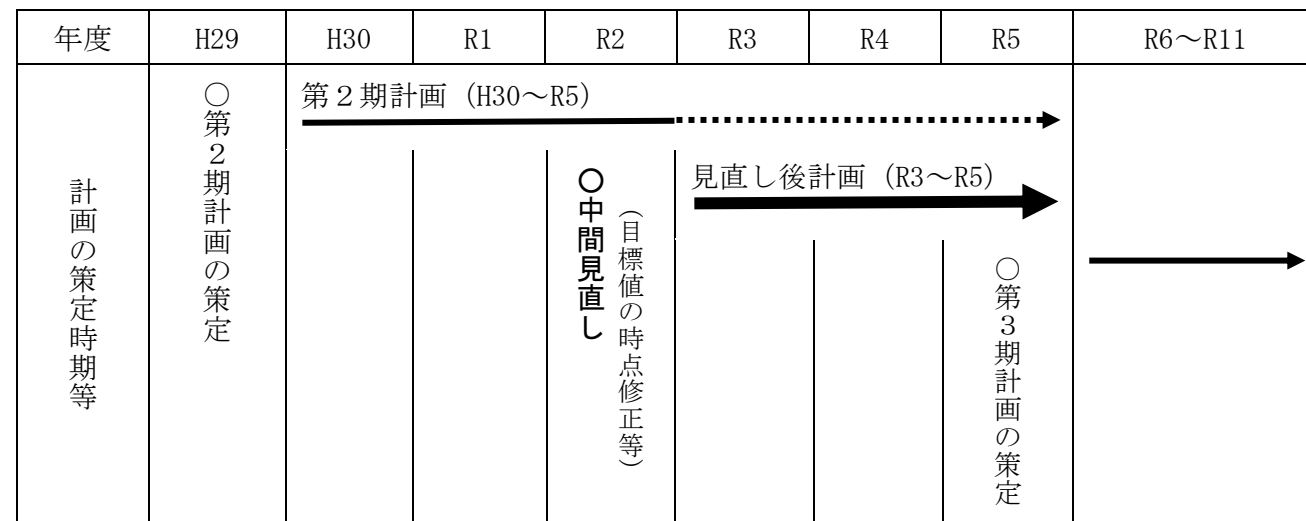 年度 H29 H30 R1 R2 R3 R4 R5 R6～R11
計画の策定時期等
○第２期計画の策定
第２期計画（H30～R5）
○中間見直し
（目標値の時点修正等）
見直し後計画（R3～R5）
○第３期計画の策定